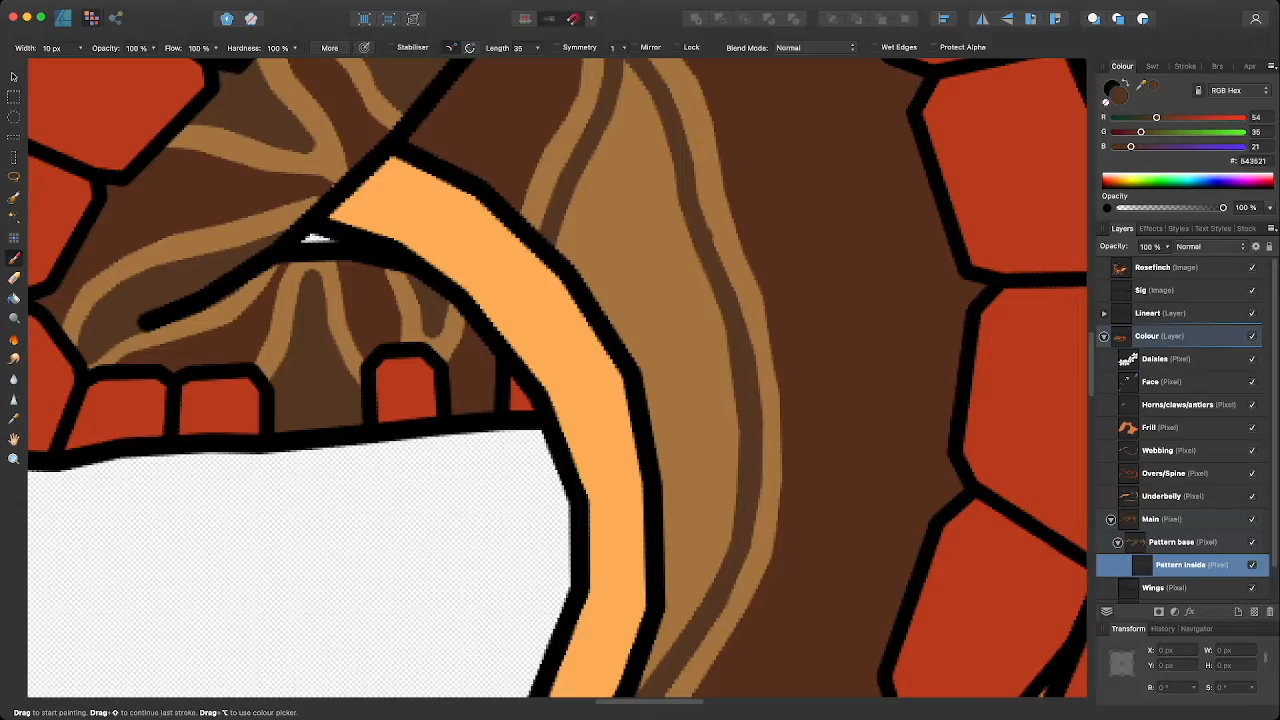 Width: 10 px Opacity: 100 % Flow: 100 % Hardness: 100 % More Stabiliser Length 35 Symmetry 1 Mirror Lock Blend Mode: Normal Wet Edges Protect Alpha
Colour Swt Stroke Brs Apr
RGB Hex
R 54
G 35
B 21
#: 543521
Opacity
100 %
Layers Effects Styles Text Styles Stock
Opacity: 100 % Normal
Rosefinch (Image)
Sig (Image)
Lineart (Layer)
Colour (Layer)
Daisies (Pixel)
Face (Pixel)
Horns/claws/antlers (Pixel)
Frill (Pixel)
Webbing (Pixel)
Overs/Spine (Pixel)
Underbelly (Pixel)
Main (Pixel)
Pattern base (Pixel)
Pattern inside (Pixel)
Wings (Pixel)
fx
Transform History Navigator
X: 0 px W: 0 px
Y: 0 px H: 0 px
R: 0 ° S: 0 °
Drag to start painting. Drag+⇧ to continue last stroke. Drag+⌥ to use colour picker.